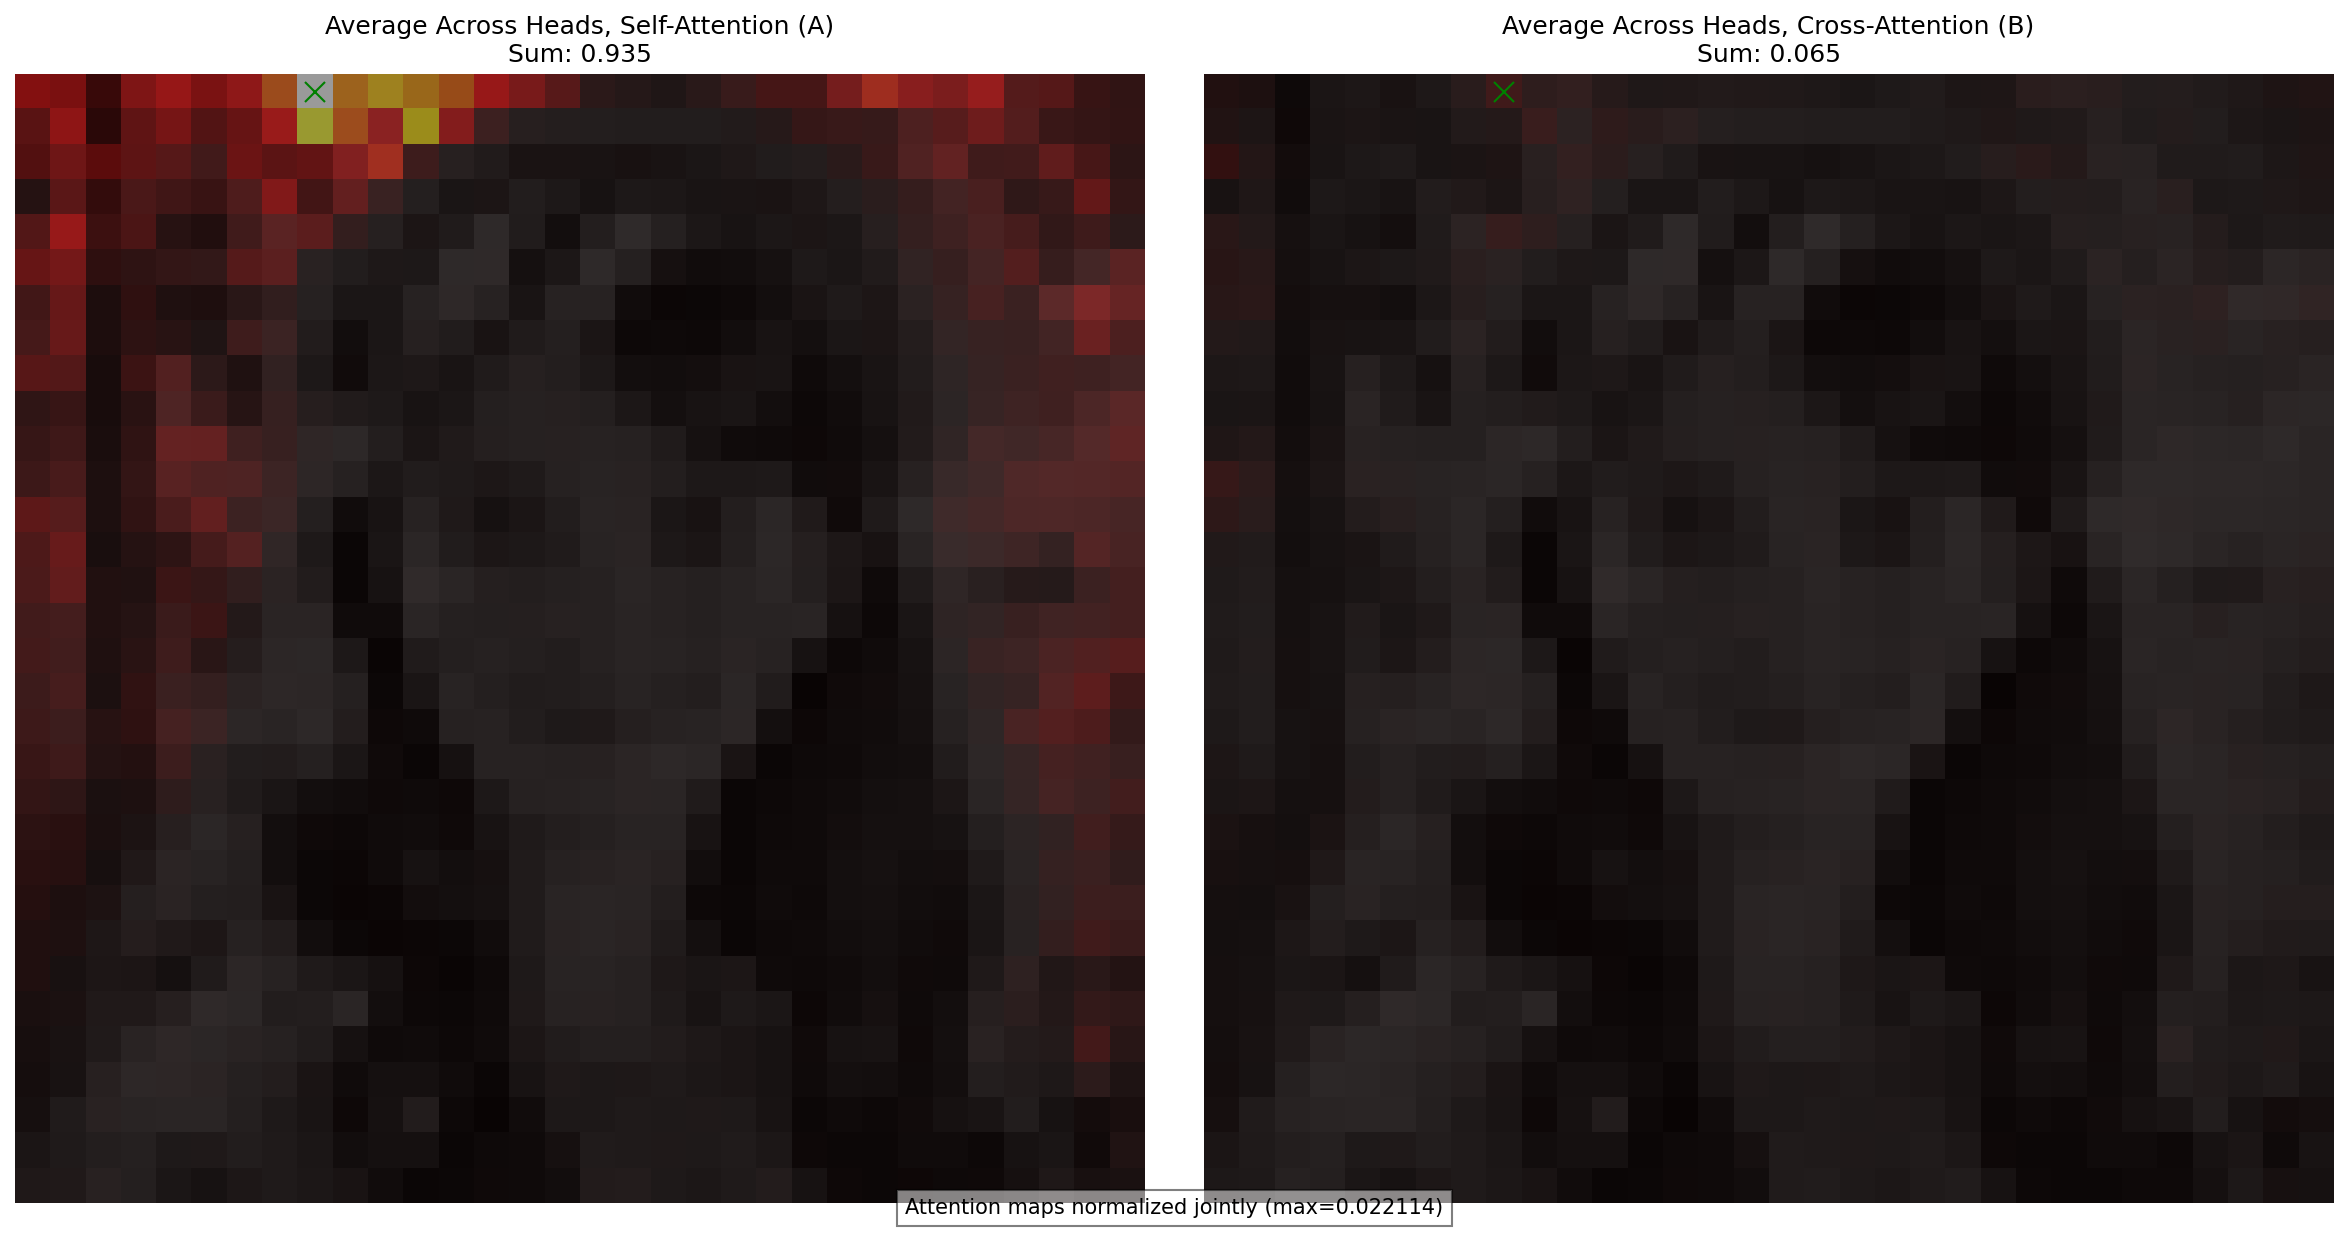 Average Across Heads, Self-Attention (A)
Sum: 0.935
Average Across Heads, Cross-Attention (B)
Sum: 0.065
Attention maps normalized jointly (max=0.022114)